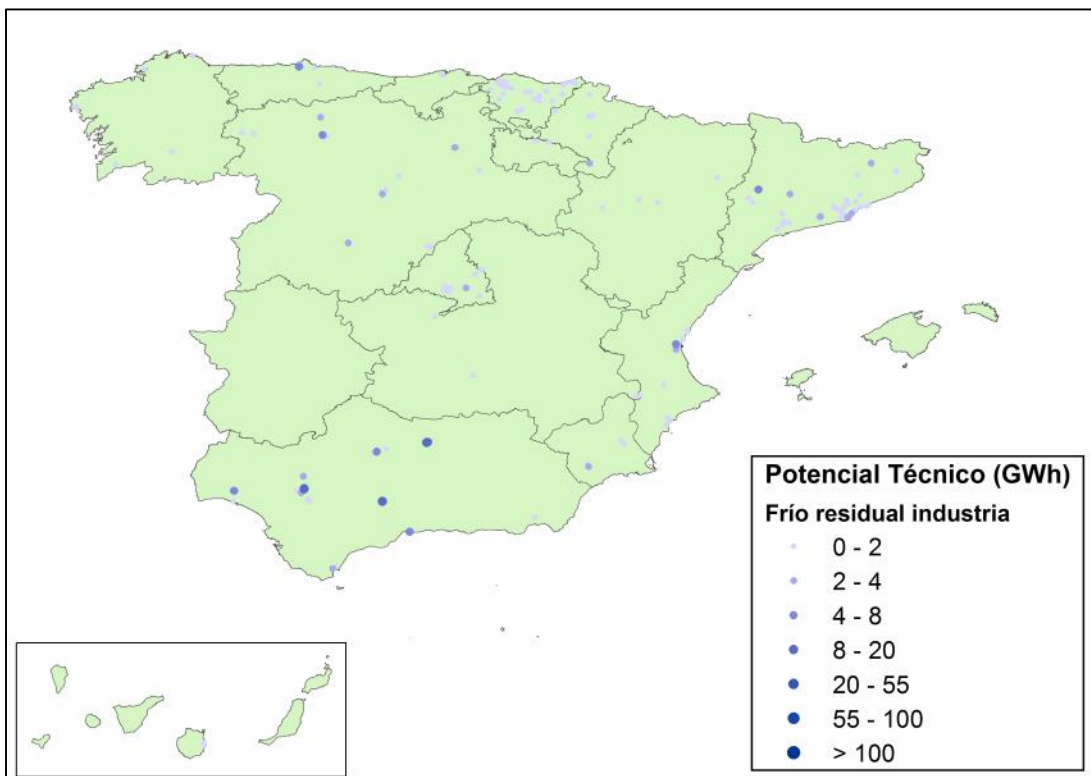 Potencial Técnico (GWh)
Frío residual industria
0 - 2
2 - 4
4 - 8
8 - 20
20 - 55
55 - 100
> 100